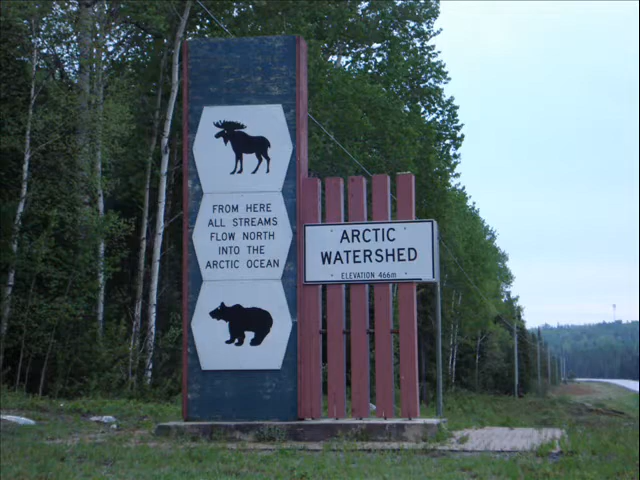 FROM HERE
ALL STREAMS
FLOW NORTH
INTO THE
ARCTIC OCEAN
ARCTIC
WATERSHED
ELEVATION 466m